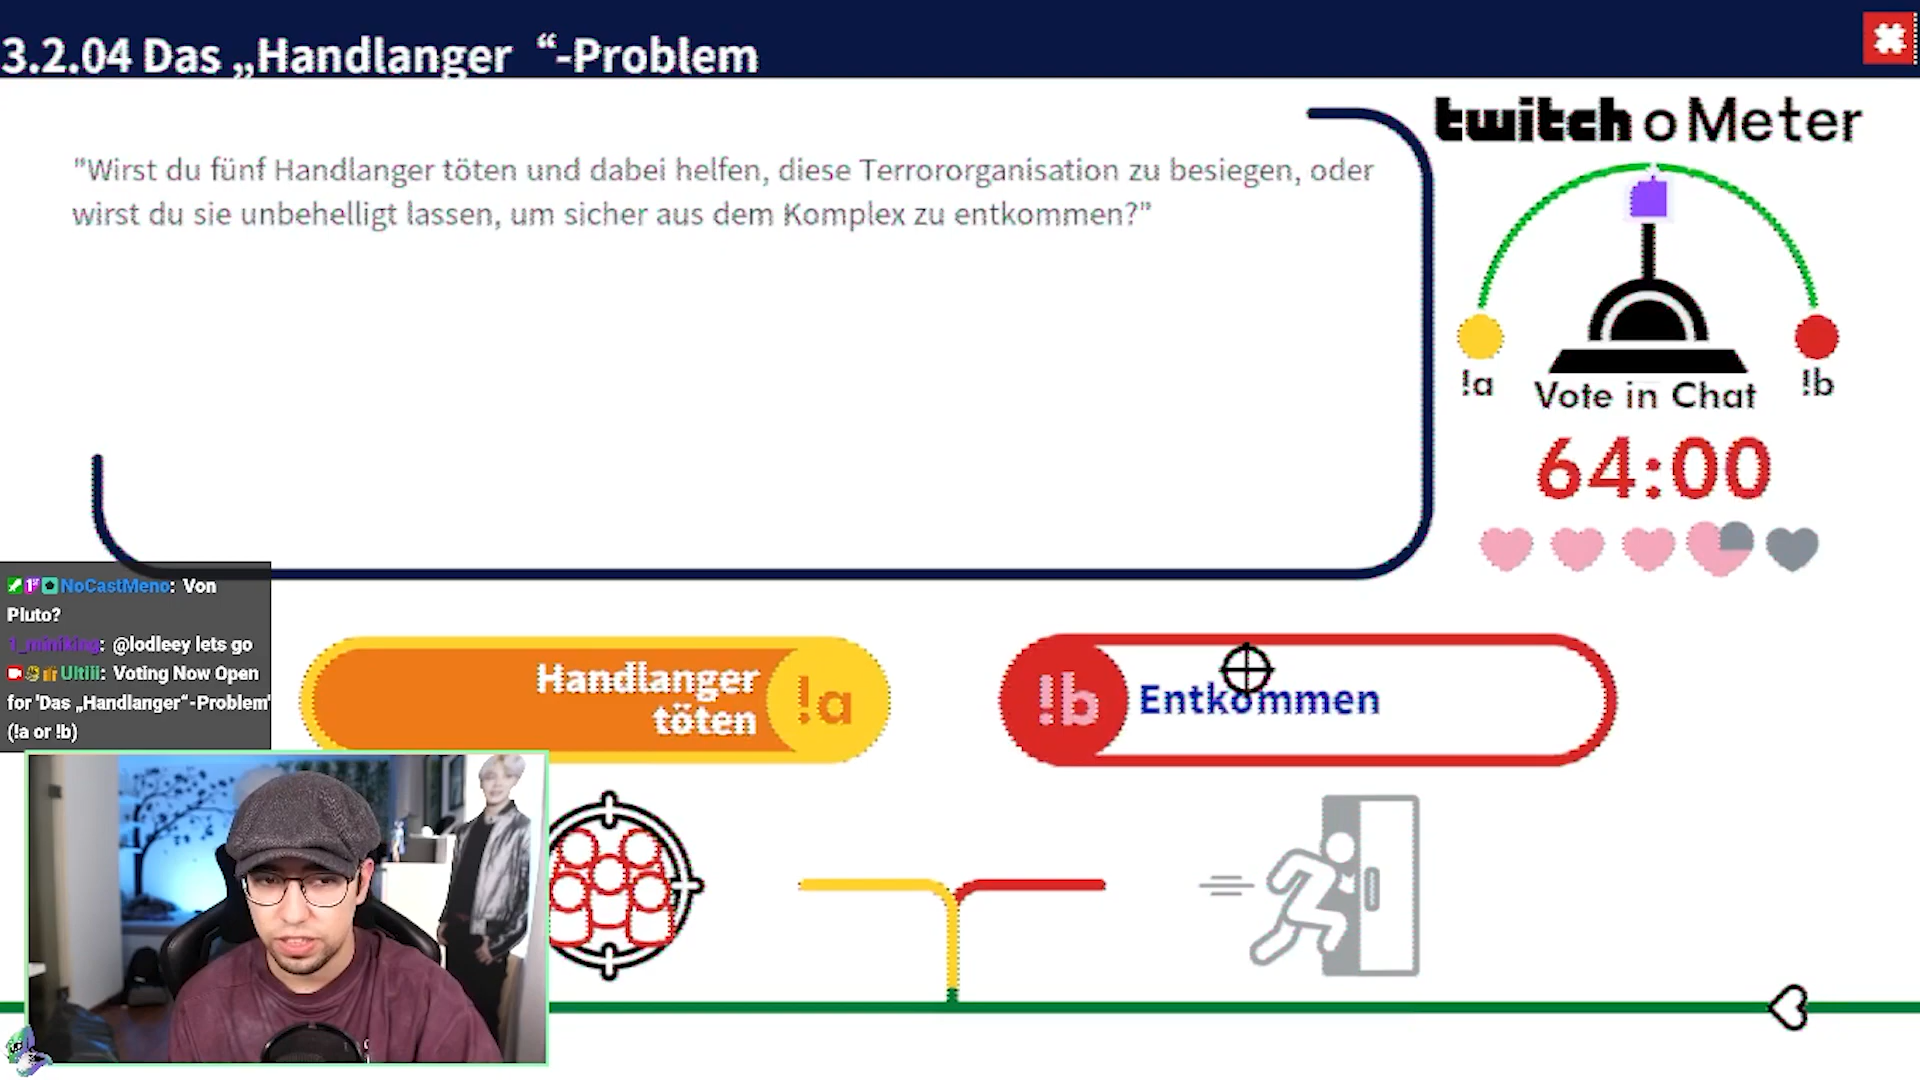 3.2.04 Das „Handlanger “-Problem
"Wirst du fünf Handlanger töten und dabei helfen, diese Terrororganisation zu besiegen, oder
wirst du sie unbehelligt lassen, um sicher aus dem Komplex zu entkommen?"
twitch o Meter
!a
!b
Vote in Chat
64:00
NoCastMeno: Von
Pluto?
1_miniking: @lodleey lets go
Ultiii: Voting Now Open
for 'Das „Handlanger“-Problem'
(!a or !b)
Handlanger
töten
!a
!b
Entkommen